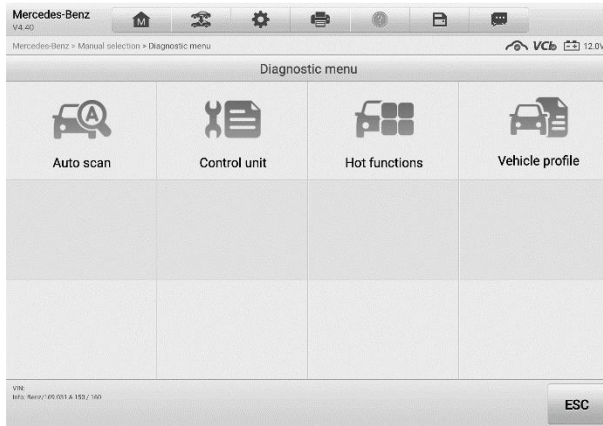 Mercedes-Benz
V4.40
M
Mercedes-Benz > Manual selection > Diagnostic menu
VCb 12.0V
Diagnostic menu
A
Auto scan
Control unit
Hot functions
Vehicle profile
VIN:
ESC